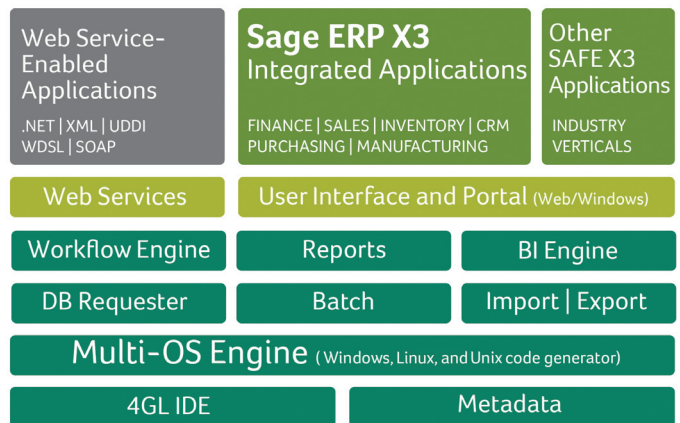 Web Service-
Enabled
Applications
.NET | XML | UDDI
WDSL | SOAP
Sage ERP X3
Integrated Applications
FINANCE | SALES | INVENTORY | CRM
PURCHASING | MANUFACTURING
Other
SAFE X3
Applications
INDUSTRY
VERTICALS
Web Services
User Interface and Portal (Web/Windows)
Workflow Engine
Reports
BI Engine
DB Requester
Batch
Import | Export
Multi-OS Engine ( Windows, Linux, and Unix code generator)
4GL IDE
Metadata